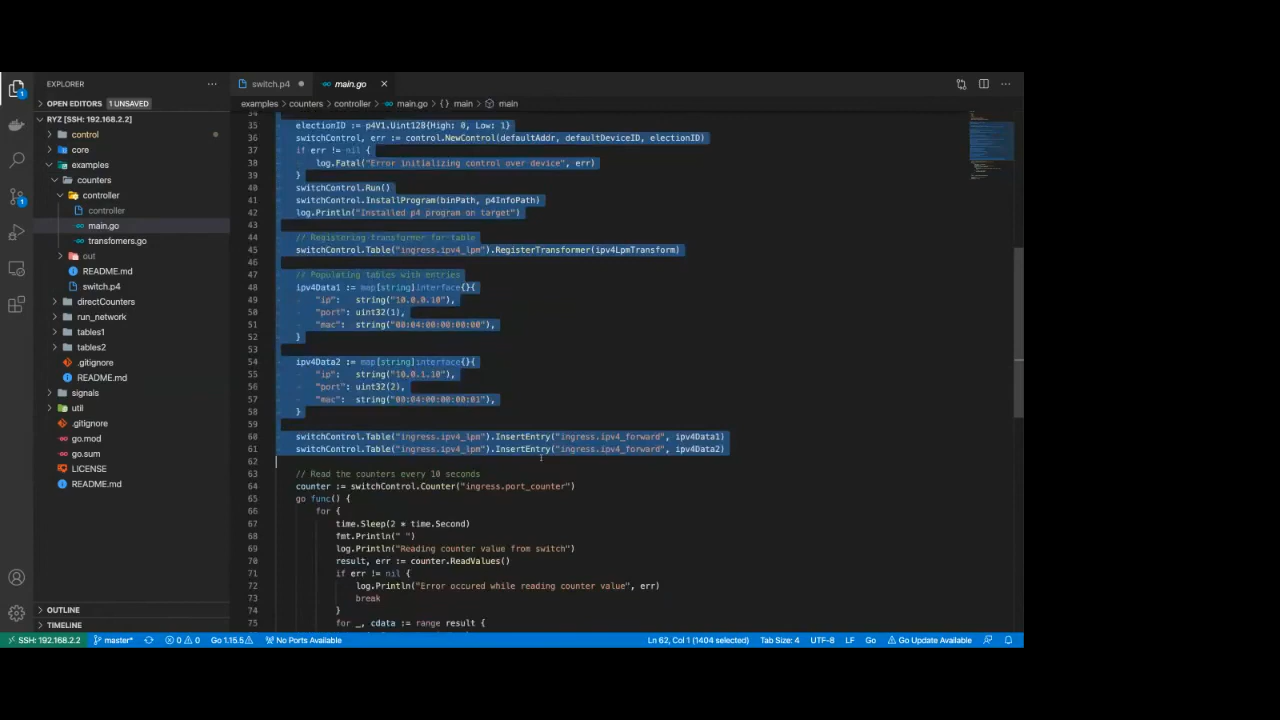 EXPLORER
OPEN EDITORS 1 UNSAVED
RYZ [SSH: 192.168.2.2]
control
core
examples
counters
controller
controller
main.go
transfomers.go
out
README.md
switch.p4
directCounters
run_network
tables1
tables2
.gitignore
README.md
signals
util
.gitignore
go.mod
go.sum
LICENSE
README.md
OUTLINE
TIMELINE
switch.p4 main.go
examples > counters > controller > main.go > {} main > main
34
35 electionID := p4V1.Uint128{High: 0, Low: 1}
36 switchControl, err := control.NewControl(defaultAddr, defaultDeviceID, electionID)
37 if err != nil {
38 log.Fatal("Error initializing control over device", err)
39 }
40 switchControl.Run()
41 switchControl.InstallProgram(binPath, p4InfoPath)
42 log.Println("Installed p4 program on target")
43
44 // Registering transformer for table
45 switchControl.Table("ingress.ipv4_lpm").RegisterTransformer(ipv4LpmTransform)
46
47 // Populating tables with entries
48 ipv4Data1 := map[string]interface{}{
49 "ip": string("10.0.0.10"),
50 "port": uint32(1),
51 "mac": string("00:04:00:00:00:00"),
52 }
53
54 ipv4Data2 := map[string]interface{}{
55 "ip": string("10.0.1.10"),
56 "port": uint32(2),
57 "mac": string("00:04:00:00:00:01"),
58 }
59
60 switchControl.Table("ingress.ipv4_lpm").InsertEntry("ingress.ipv4_forward", ipv4Data1)
61 switchControl.Table("ingress.ipv4_lpm").InsertEntry("ingress.ipv4_forward", ipv4Data2)
62
63 // Read the counters every 10 seconds
64 counter := switchControl.Counter("ingress.port_counter")
65 go func() {
66 for {
67 time.Sleep(2 * time.Second)
68 fmt.Println(" ")
69 log.Println("Reading counter value from switch")
70 result, err := counter.ReadValues()
71 if err != nil {
72 log.Println("Error occured while reading counter value", err)
73 break
74 }
75 for _, cdata := range result {
SSH: 192.168.2.2 master* 0 0 Go 1.15.5 No Ports Available Ln 62, Col 1 (1404 selected) Tab Size: 4 UTF-8 LF Go Go Update Available